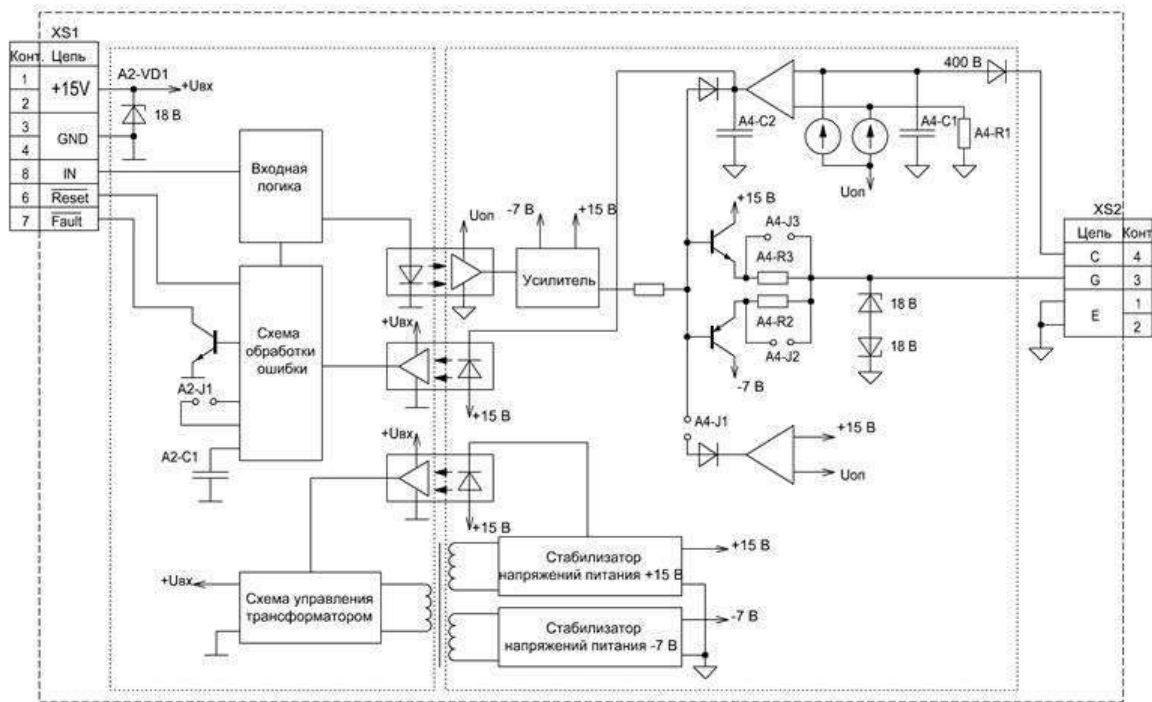 XS1
Конт. Цепь
1
+15V
2
3
GND
4
8 IN
6 Reset
7 Fault
A2-VD1
+Uвх
18 В
Входная
логика
Схема
обработки
ошибки
A2-J1
A2-C1
+Uвх
Схема управления
трансформатором
Uоп
-7 В
+15 В
Усилитель
+Uвх
+15 В
+Uвх
+15 В
Стабилизатор
напряжений питания +15 В
+15 В
Стабилизатор
напряжений питания -7 В
-7 В
400 В
A4-C2
A4-C1
A4-R1
Uоп
+15 В
A4-J3
A4-R3
A4-R2
A4-J2
-7 В
18 В
18 В
A4-J1
+15 В
Uоп
XS2
Цепь Конт
C 4
G 3
E
1
2